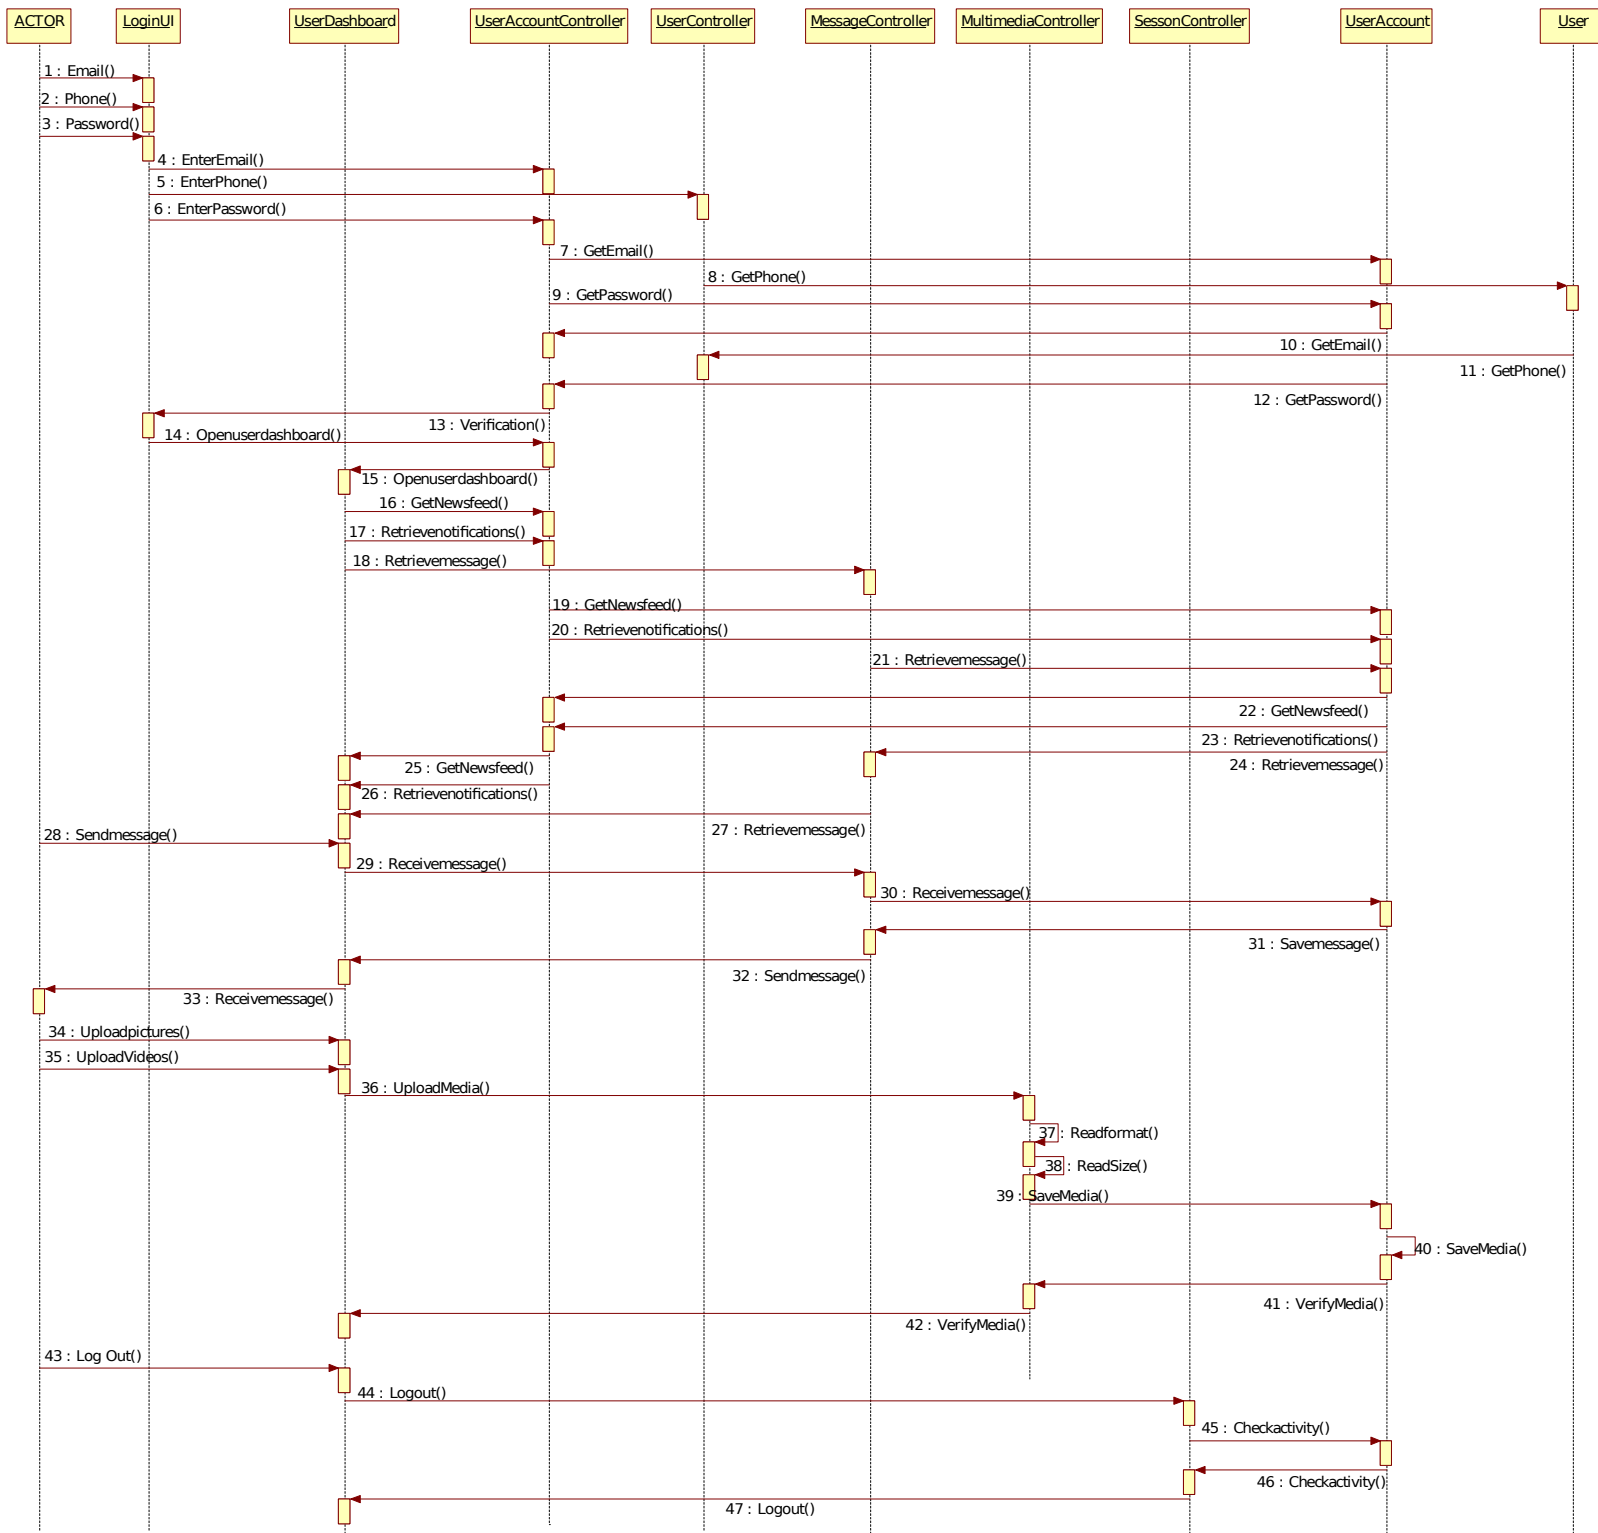 ACTOR
LoginUI
UserDashboard
UserAccountController
UserController
MessageController
MultimediaController
SessonController
UserAccount
User
1 : Email()
2 : Phone()
3 : Password()
4 : EnterEmail()
5 : EnterPhone()
6 : EnterPassword()
7 : GetEmail()
8 : GetPhone()
9 : GetPassword()
10 : GetEmail()
11 : GetPhone()
12 : GetPassword()
13 : Verification()
14 : Openuserdashboard()
15 : Openuserdashboard()
16 : GetNewsfeed()
17 : Retrievenotifications()
18 : Retrievemessage()
19 : GetNewsfeed()
20 : Retrievenotifications()
21 : Retrievemessage()
22 : GetNewsfeed()
23 : Retrievenotifications()
24 : Retrievemessage()
25 : GetNewsfeed()
26 : Retrievenotifications()
27 : Retrievemessage()
28 : Sendmessage()
29 : Receivemessage()
30 : Receivemessage()
31 : Savemessage()
32 : Sendmessage()
33 : Receivemessage()
34 : Uploadpictures()
35 : UploadVideos()
36 : UploadMedia()
37 : Readformat()
38 : ReadSize()
39 : SaveMedia()
40 : SaveMedia()
41 : VerifyMedia()
42 : VerifyMedia()
43 : Log Out()
44 : Logout()
45 : Checkactivity()
46 : Checkactivity()
47 : Logout()